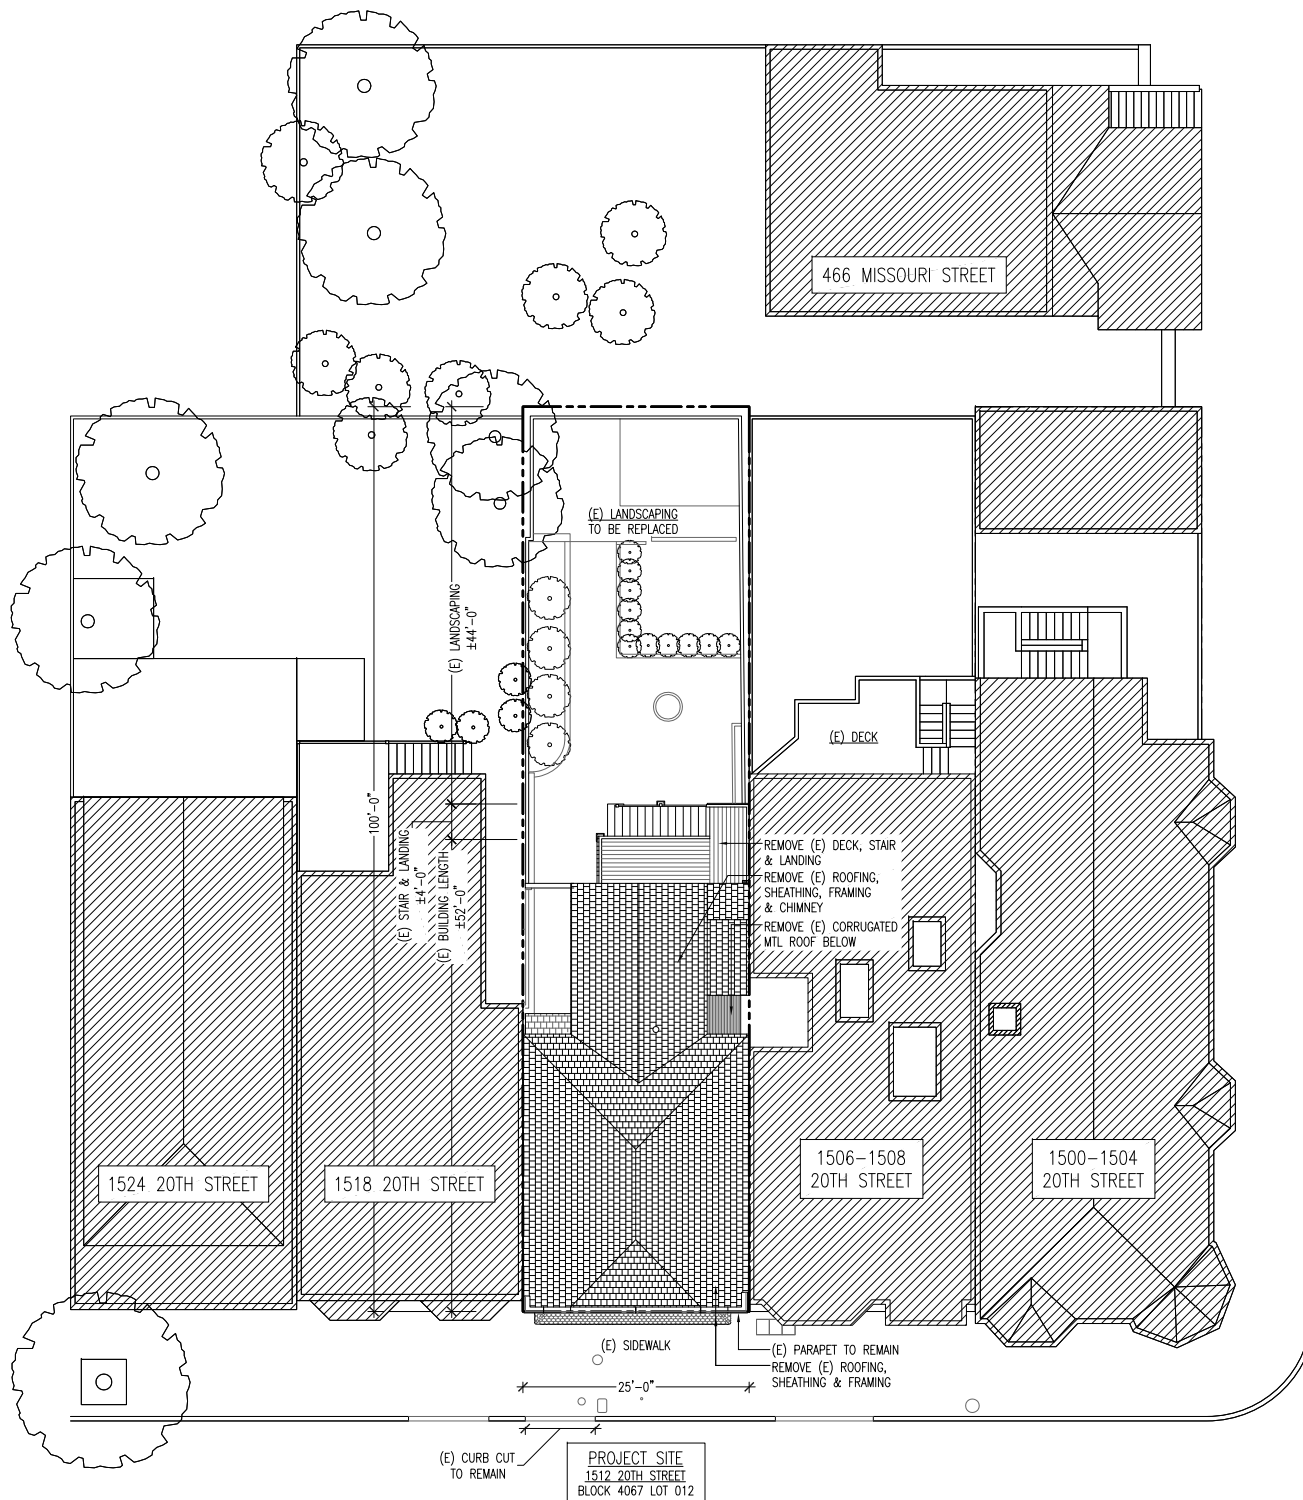 466 MISSOURI STREET
(E) LANDSCAPING
TO BE REPLACED
(E) LANDSCAPING
±44'-0"
(E) DECK
100'-0"
(E) STAIR & LANDING
±4'-0"
(E) BUILDING LENGTH
±52'-0"
REMOVE (E) DECK, STAIR
& LANDING
REMOVE (E) ROOFING,
SHEATHING, FRAMING
& CHIMNEY
REMOVE (E) CORRUGATED
MTL ROOF BELOW
1524 20TH STREET
1518 20TH STREET
1506-1508
20TH STREET
1500-1504
20TH STREET
(E) SIDEWALK
(E) PARAPET TO REMAIN
REMOVE (E) ROOFING,
SHEATHING & FRAMING
25'-0"
(E) CURB CUT
TO REMAIN
PROJECT SITE
1512 20TH STREET
BLOCK 4067 LOT 012